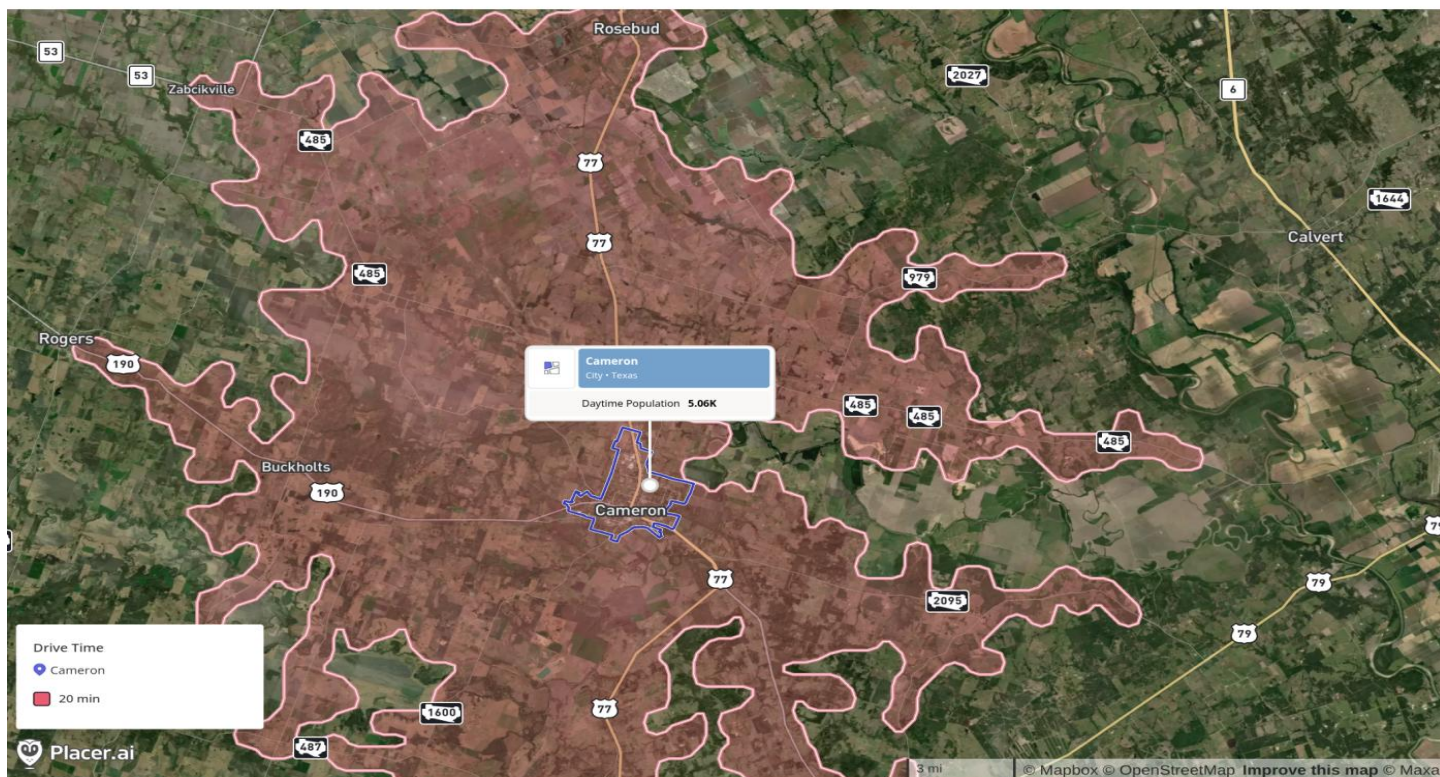 Rosebud
53
53
Zabcikville
2027
6
485
77
1644
77
Calvert
485
979
Rogers
190
Cameron
City • Texas
Daytime Population 5.06K
485
485
485
Buckholts
190
Cameron
79
77
79
2095
79
Drive Time
Cameron
20 min
77
1600
487
Placer.ai
3 mi
© Mapbox © OpenStreetMap Improve this map © Maxa